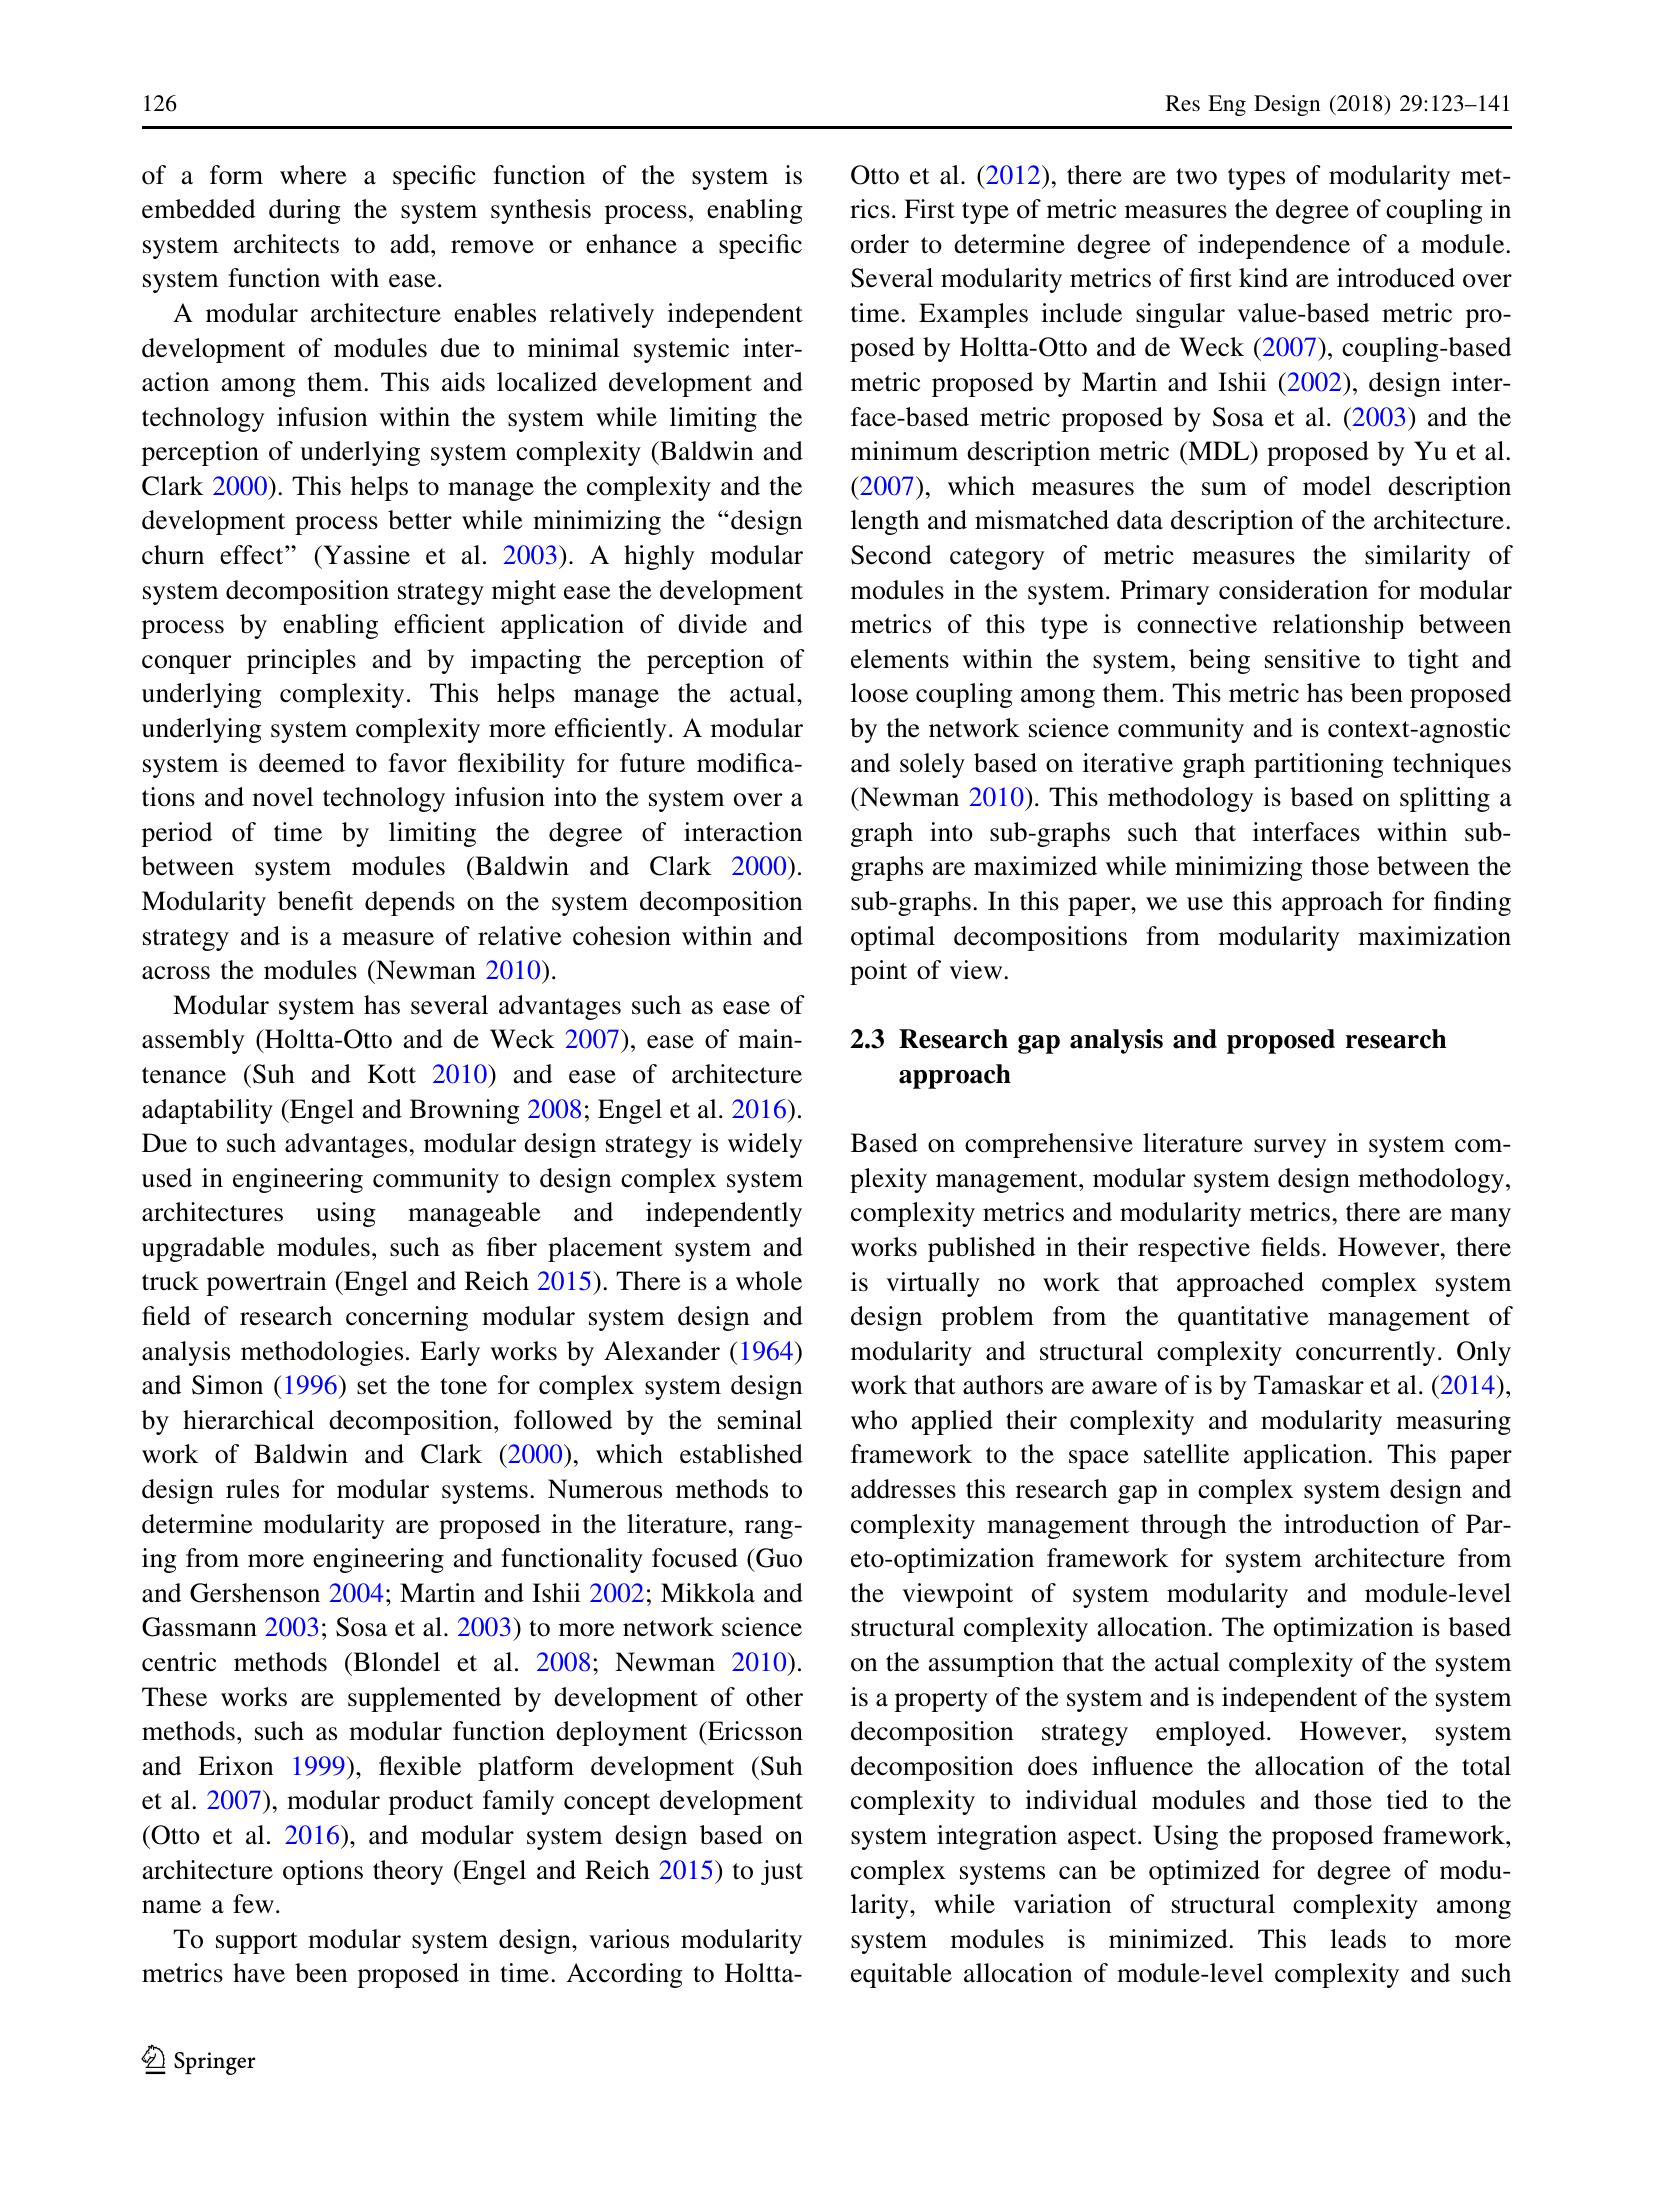 126
Res Eng Design (2018) 29:123–141
of a form where a specific function of the system is
embedded during the system synthesis process, enabling
system architects to add, remove or enhance a specific
system function with ease.
A modular architecture enables relatively independent
development of modules due to minimal systemic inter-
action among them. This aids localized development and
technology infusion within the system while limiting the
perception of underlying system complexity (Baldwin and
Clark 2000). This helps to manage the complexity and the
development process better while minimizing the “design
churn effect” (Yassine et al. 2003). A highly modular
system decomposition strategy might ease the development
process by enabling efficient application of divide and
conquer principles and by impacting the perception of
underlying complexity. This helps manage the actual,
underlying system complexity more efficiently. A modular
system is deemed to favor flexibility for future modifica-
tions and novel technology infusion into the system over a
period of time by limiting the degree of interaction
between system modules (Baldwin and Clark 2000).
Modularity benefit depends on the system decomposition
strategy and is a measure of relative cohesion within and
across the modules (Newman 2010).
Modular system has several advantages such as ease of
assembly (Holtta-Otto and de Weck 2007), ease of main-
tenance (Suh and Kott 2010) and ease of architecture
adaptability (Engel and Browning 2008; Engel et al. 2016).
Due to such advantages, modular design strategy is widely
used in engineering community to design complex system
architectures using manageable and independently
upgradable modules, such as fiber placement system and
truck powertrain (Engel and Reich 2015). There is a whole
field of research concerning modular system design and
analysis methodologies. Early works by Alexander (1964)
and Simon (1996) set the tone for complex system design
by hierarchical decomposition, followed by the seminal
work of Baldwin and Clark (2000), which established
design rules for modular systems. Numerous methods to
determine modularity are proposed in the literature, rang-
ing from more engineering and functionality focused (Guo
and Gershenson 2004; Martin and Ishii 2002; Mikkola and
Gassmann 2003; Sosa et al. 2003) to more network science
centric methods (Blondel et al. 2008; Newman 2010).
These works are supplemented by development of other
methods, such as modular function deployment (Ericsson
and Erixon 1999), flexible platform development (Suh
et al. 2007), modular product family concept development
(Otto et al. 2016), and modular system design based on
architecture options theory (Engel and Reich 2015) to just
name a few.
To support modular system design, various modularity
metrics have been proposed in time. According to Holtta-
Otto et al. (2012), there are two types of modularity met-
rics. First type of metric measures the degree of coupling in
order to determine degree of independence of a module.
Several modularity metrics of first kind are introduced over
time. Examples include singular value-based metric pro-
posed by Holtta-Otto and de Weck (2007), coupling-based
metric proposed by Martin and Ishii (2002), design inter-
face-based metric proposed by Sosa et al. (2003) and the
minimum description metric (MDL) proposed by Yu et al.
(2007), which measures the sum of model description
length and mismatched data description of the architecture.
Second category of metric measures the similarity of
modules in the system. Primary consideration for modular
metrics of this type is connective relationship between
elements within the system, being sensitive to tight and
loose coupling among them. This metric has been proposed
by the network science community and is context-agnostic
and solely based on iterative graph partitioning techniques
(Newman 2010). This methodology is based on splitting a
graph into sub-graphs such that interfaces within sub-
graphs are maximized while minimizing those between the
sub-graphs. In this paper, we use this approach for finding
optimal decompositions from modularity maximization
point of view.
2.3 Research gap analysis and proposed research
approach
Based on comprehensive literature survey in system com-
plexity management, modular system design methodology,
complexity metrics and modularity metrics, there are many
works published in their respective fields. However, there
is virtually no work that approached complex system
design problem from the quantitative management of
modularity and structural complexity concurrently. Only
work that authors are aware of is by Tamaskar et al. (2014),
who applied their complexity and modularity measuring
framework to the space satellite application. This paper
addresses this research gap in complex system design and
complexity management through the introduction of Par-
eto-optimization framework for system architecture from
the viewpoint of system modularity and module-level
structural complexity allocation. The optimization is based
on the assumption that the actual complexity of the system
is a property of the system and is independent of the system
decomposition strategy employed. However, system
decomposition does influence the allocation of the total
complexity to individual modules and those tied to the
system integration aspect. Using the proposed framework,
complex systems can be optimized for degree of modu-
larity, while variation of structural complexity among
system modules is minimized. This leads to more
equitable allocation of module-level complexity and such
Springer